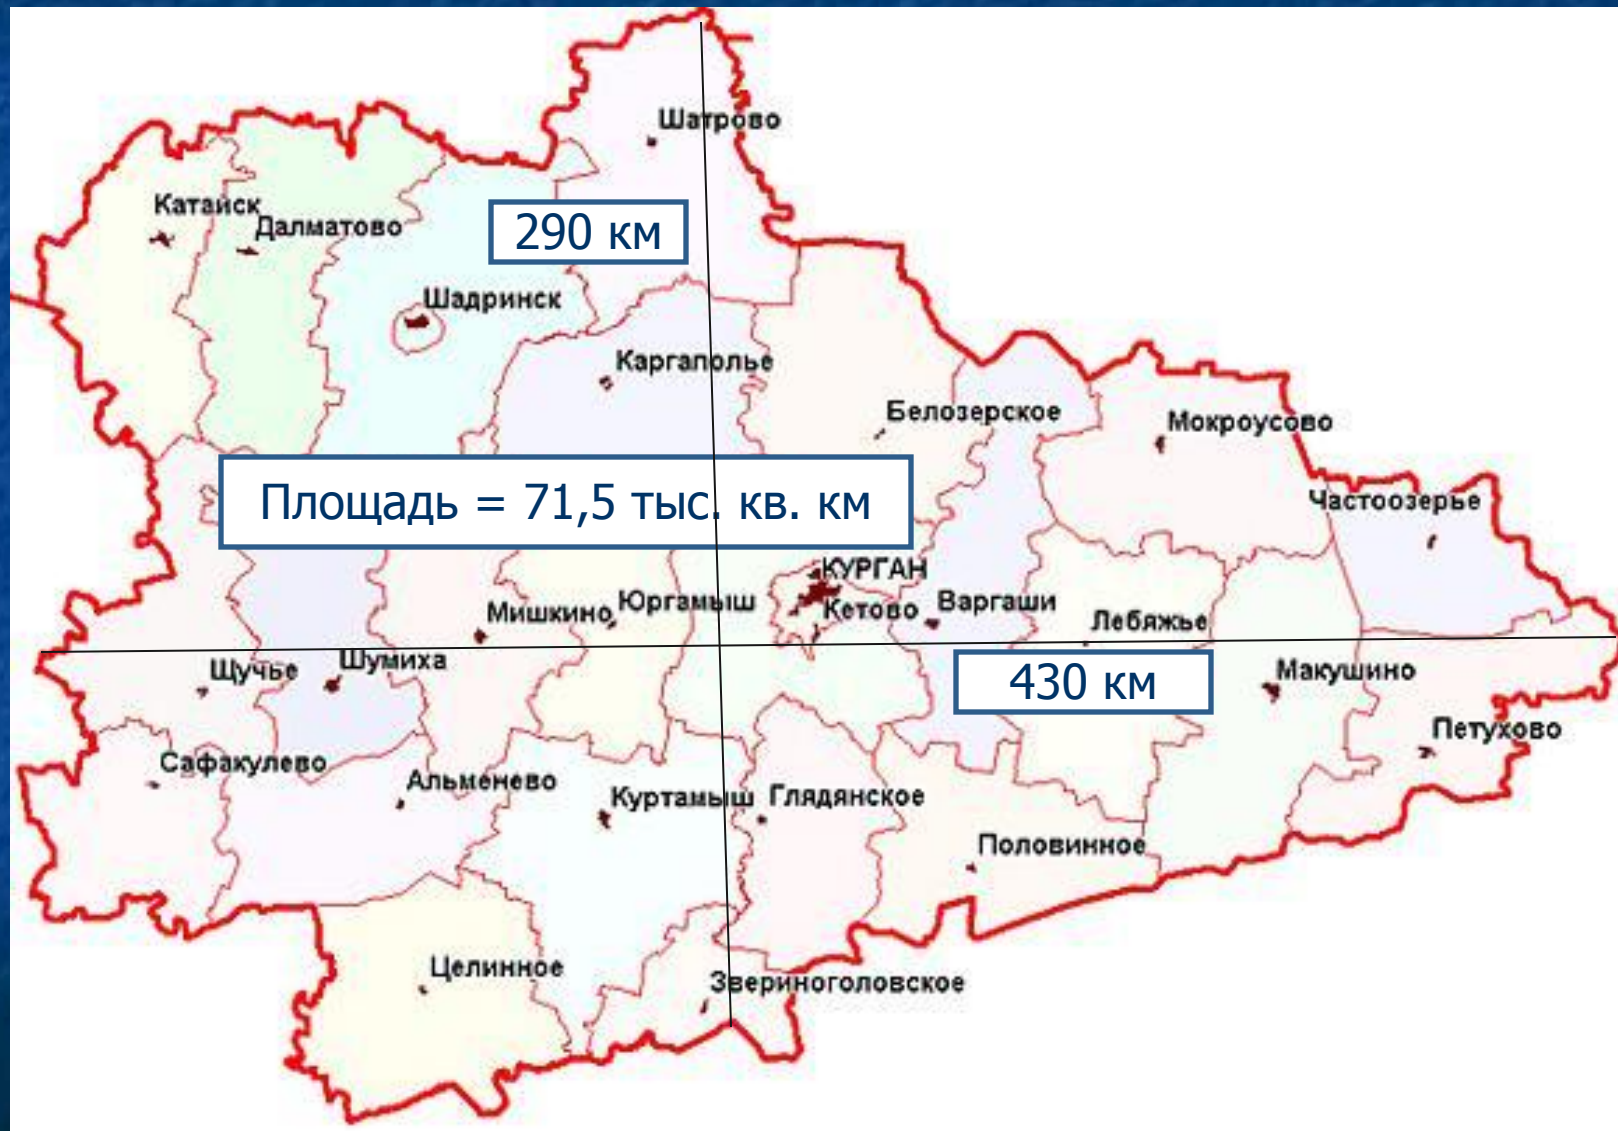 Шатрово
Катайск
Далматово
290 км
Шадринск
Каргаполье
Белозерское
Мокроусово
Площадь = 71,5 тыс. кв. км
Частоозерье
КУРГАН
Мишкино
Юргамыш
Кетово
Варгаши
Лебяжье
Щучье
Шумиха
430 км
Макушино
Петухово
Сафакулево
Альменево
Куртамыш
Глядянское
Половинное
Целинное
Звериноголовское